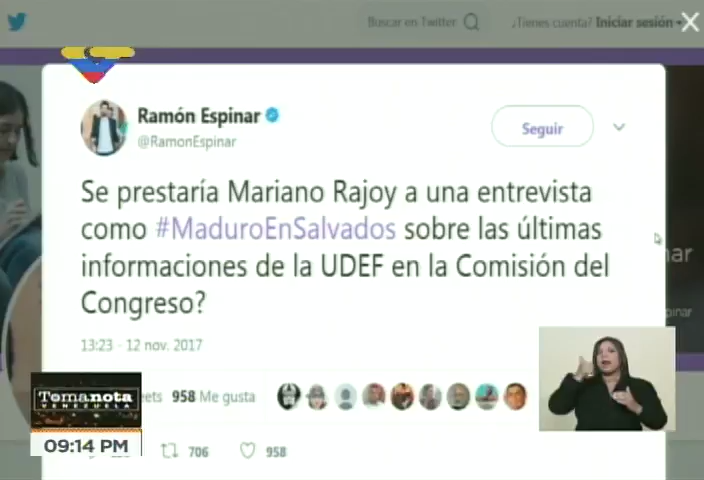 Buscar en Twitter
¿Tienes cuenta? Iniciar sesión
Ramón Espinar
@RamonEspinar
Seguir
Se prestaría Mariano Rajoy a una entrevista
como #MaduroEnSalvados sobre las últimas
informaciones de la UDEF en la Comisión del
Congreso?
13:23 - 12 nov. 2017
958 Me gusta
706
958
Tomanota
VENEZUELA
09:14 PM